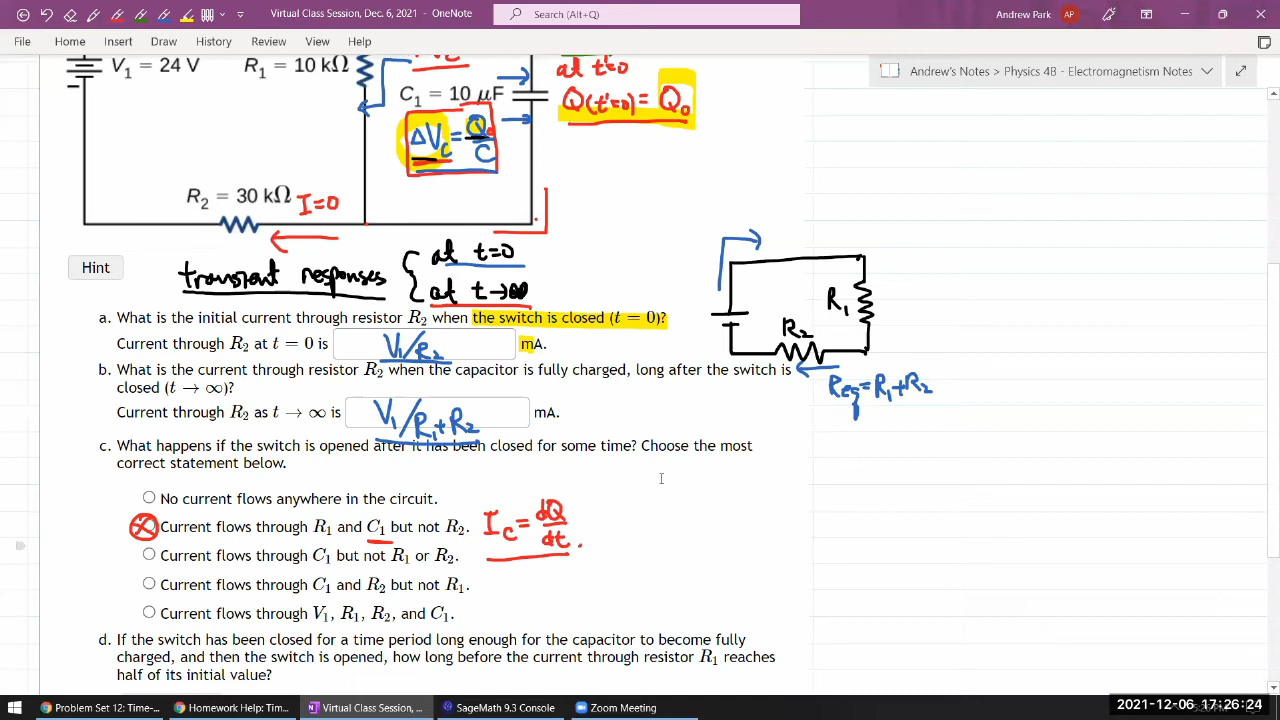 Virtual Class Session, Dec. 6, 2021 - OneNote
Search (Alt+Q)
Andrew Park
AP
File Home Insert Draw History Review View Help
Andrew's Notes › Physics 4B
Electromagnetism Notes
V₁ = 24 V
R₁ = 10 kΩ
C₁ = 10 μF
at t'=0
Q(t'=0) = Q₀
ΔV_C = Q₀/C
R₂ = 30 kΩ
I=0
Hint
transient responses
at t=0
at t→∞
a. What is the initial current through resistor R₂ when the switch is closed (t = 0)?
Current through R₂ at t = 0 is V₁/R₂ mA.
b. What is the current through resistor R₂ when the capacitor is fully charged, long after the switch is
closed (t → ∞)?
Current through R₂ as t → ∞ is V₁/R₁+R₂ mA.
R₁
R₂
Req=R₁+R₂
c. What happens if the switch is opened after it has been closed for some time? Choose the most
correct statement below.
No current flows anywhere in the circuit.
Current flows through R₁ and C₁ but not R₂.
I_C = dQ/dt.
Current flows through C₁ but not R₁ or R₂.
Current flows through C₁ and R₂ but not R₁.
Current flows through V₁, R₁, R₂, and C₁.
d. If the switch has been closed for a time period long enough for the capacitor to become fully
charged, and then the switch is opened, how long before the current through resistor R₁ reaches
half of its initial value?
Problem Set 12: Time-...
Homework Help: Tim...
Virtual Class Session,...
SageMath 9.3 Console
Zoom Meeting
2021-12-06 17:26:24